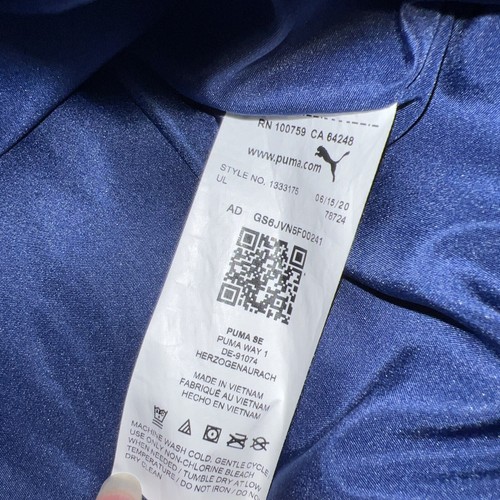 RN 100759 CA 64248
www.puma.com
STYLE NO. 1333175 06/15/20
UL 78724
AD GS6JVN5F00241
PUMA SE
PUMA WAY 1
DE-91074
HERZOGENAURACH
MADE IN VIETNAM
FABRIQUÉ AU VIETNAM
HECHO EN VIETNAM
MACHINE WASH COLD. GENTLE CYCLE
USE ONLY NON-CHLORINE BLEACH
WHEN NEEDED / TUMBLE DRY AT LOW
TEMPERATURE / DO NOT IRON / DO NOT
DRY CLEAN